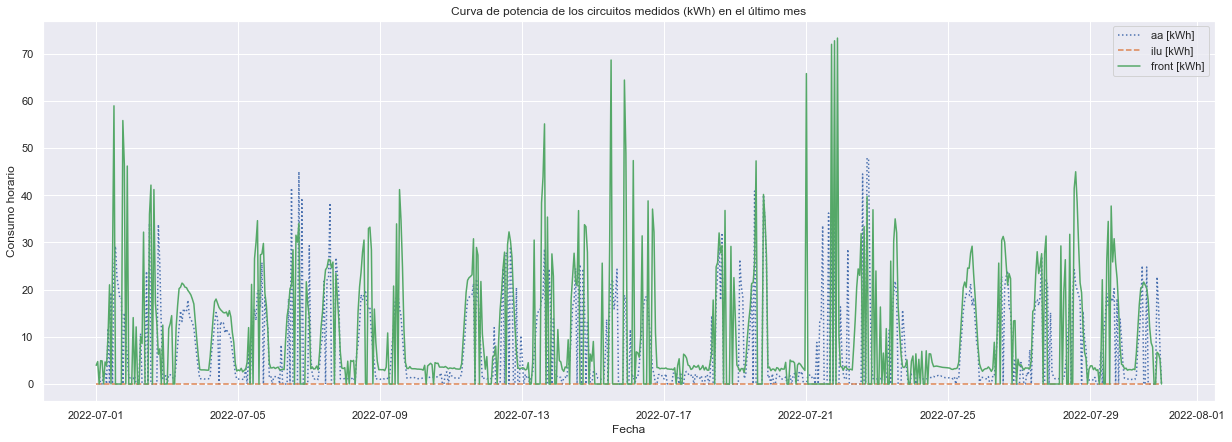 Curva de potencia de los circuitos medidos (kWh) en el último mes
aa [kWh]
ilu [kWh]
front [kWh]
Consumo horario
70
60
50
40
30
20
10
0
2022-07-01
2022-07-05
2022-07-09
2022-07-13
2022-07-17
2022-07-21
2022-07-25
2022-07-29
2022-08-01
Fecha